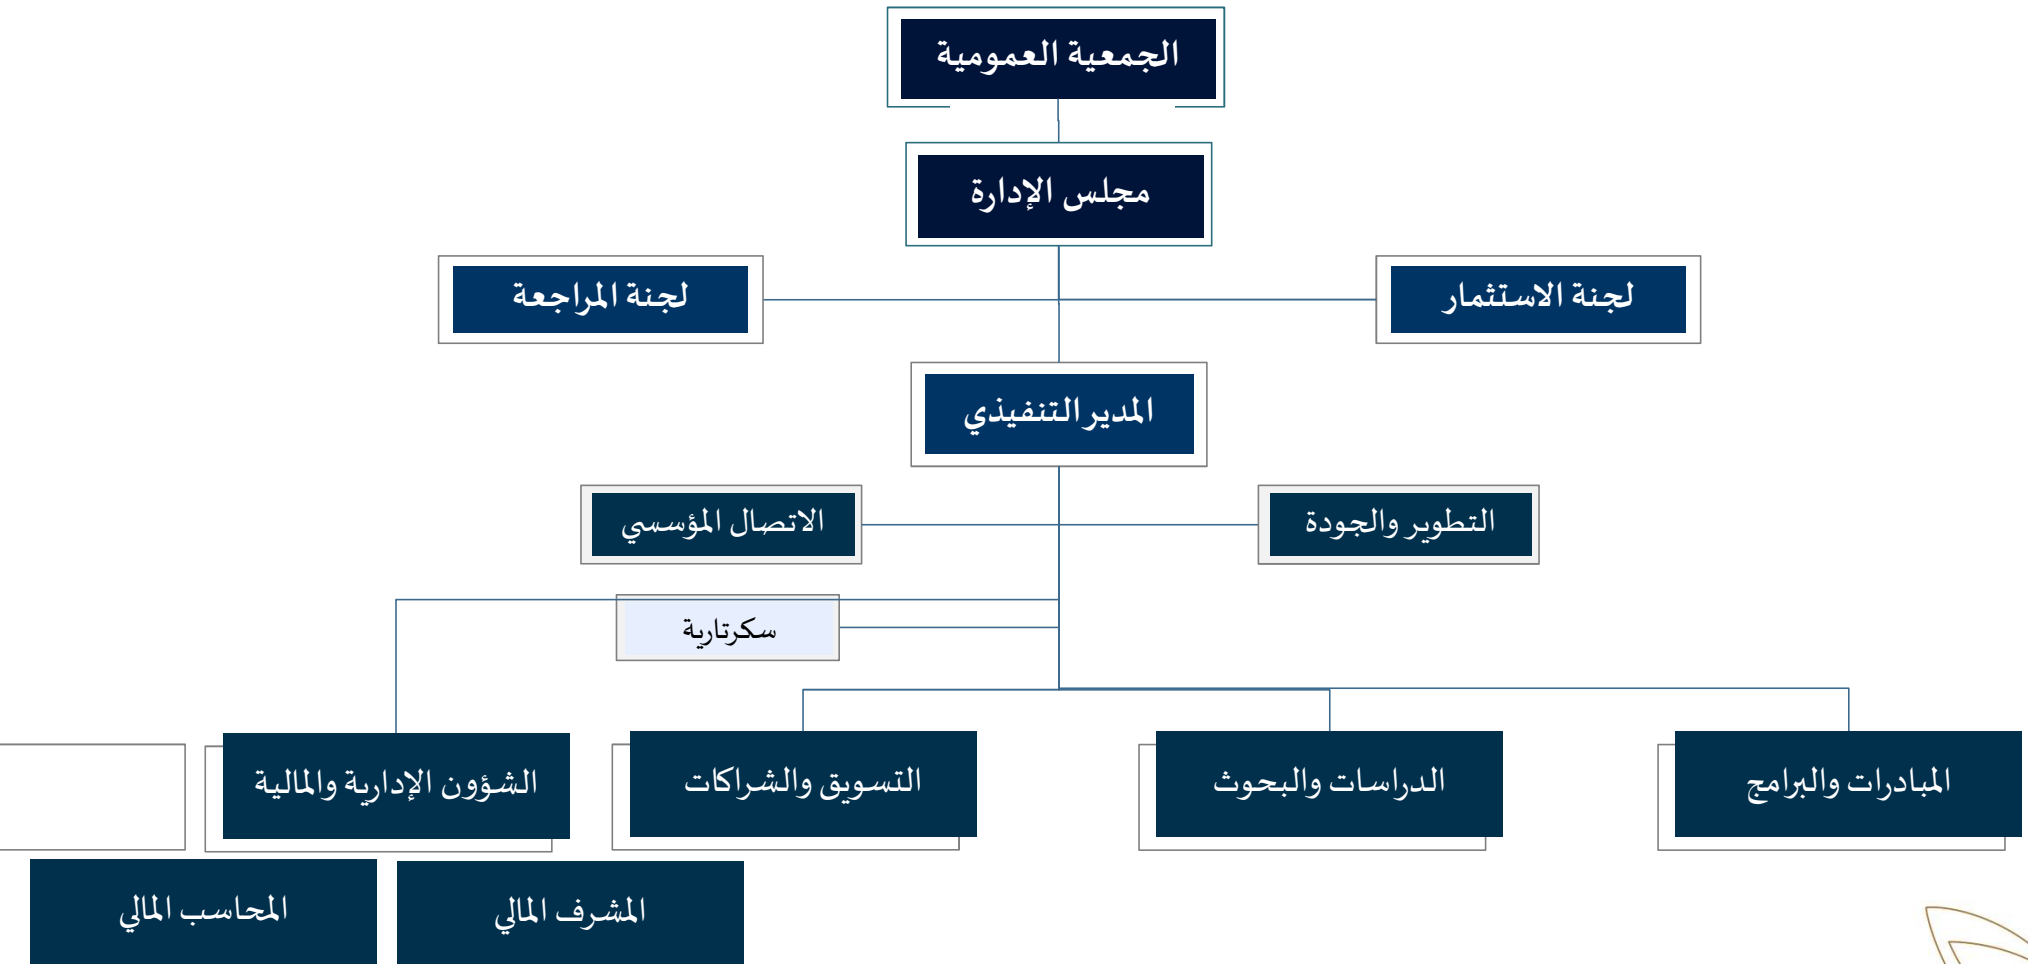 الجمعية العمومية
مجلس الإدارة
لجنة الاستثمار
لجنة المراجعة
المدير التنفيذي
التطوير والجودة
الاتصال المؤسسي
سكرتارية
المبادرات والبرامج
الدراسات والبحوث
التسويق والشراكات
الشؤون الإدارية والمالية
المشرف المالي
المحاسب المالي